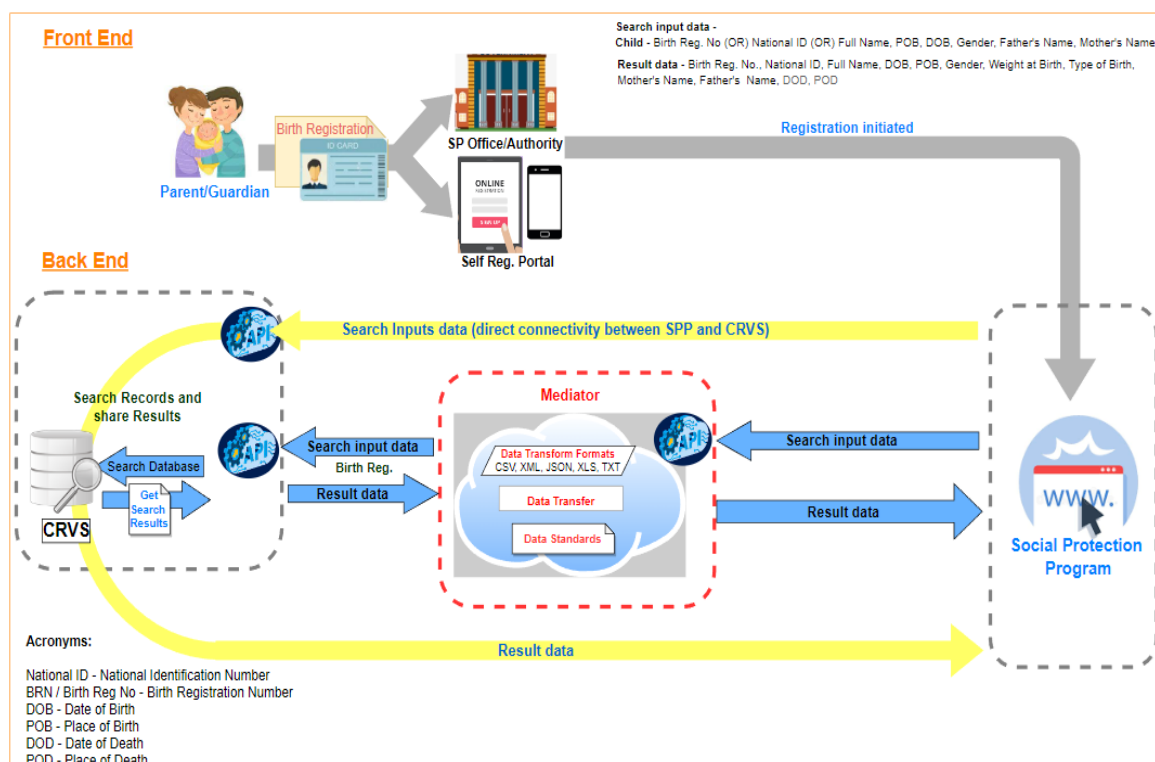 Front End
Search input data -
Child - Birth Reg. No (OR) National ID (OR) Full Name, POB, DOB, Gender, Father's Name, Mother's Name
Result data - Birth Reg. No., National ID, Full Name, DOB, POB, Gender, Weight at Birth, Type of Birth,
Mother's Name, Father's Name, DOD, POD
Birth Registration
ID CARD
Parent/Guardian
SP Office/Authority
Registration initiated
ONLINE
SIGN UP
Self Reg. Portal
Back End
API
Search Inputs data (direct connectivity between SPP and CRVS)
Search Records and
share Results
Mediator
API
Search input data
Birth Reg.
Result data
Search Database
Get
Search
Results
CRVS
Data Transform Formats
CSV, XML, JSON, XLS, TXT
Data Transfer
Data Standards
API
Search input data
Result data
WWW.
Social Protection
Program
Result data
Acronyms:
National ID - National Identification Number
BRN / Birth Reg No - Birth Registration Number
DOB - Date of Birth
POB - Place of Birth
DOD - Date of Death
POD - Place of Death